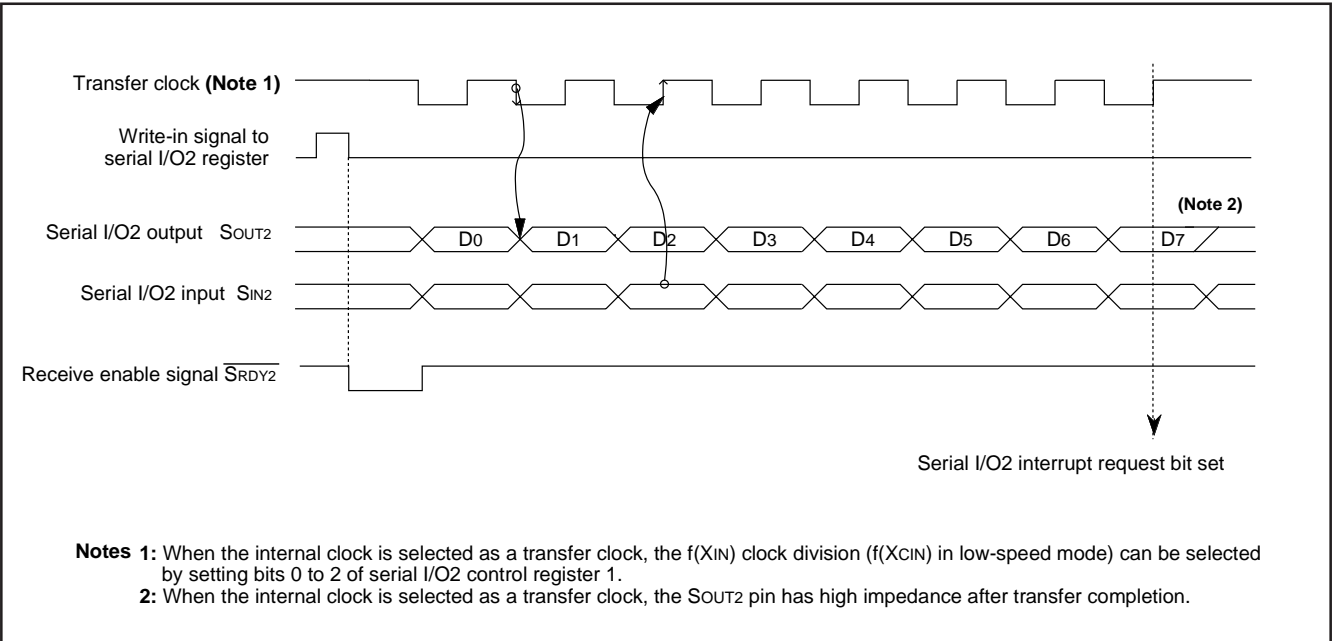 Transfer clock (Note 1)
Write-in signal to
serial I/O2 register
(Note 2)
Serial I/O2 output SOUT2
D0 D1 D2 D3 D4 D5 D6 D7
Serial I/O2 input SIN2
Receive enable signal SRDY2
Serial I/O2 interrupt request bit set
Notes 1: When the internal clock is selected as a transfer clock, the f(XIN) clock division (f(XCIN) in low-speed mode) can be selected
by setting bits 0 to 2 of serial I/O2 control register 1.
2: When the internal clock is selected as a transfer clock, the SOUT2 pin has high impedance after transfer completion.